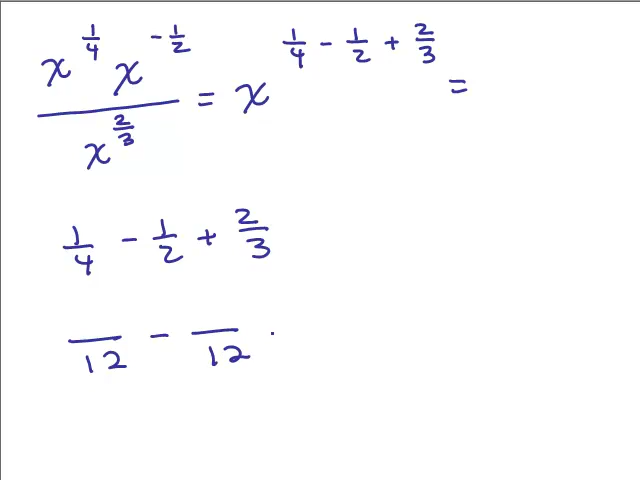 x^{1/4} x^{-1/2} / x^{2/3} = x^{1/4 - 1/2 + 2/3} =
1/4 - 1/2 + 2/3
/12 - /12